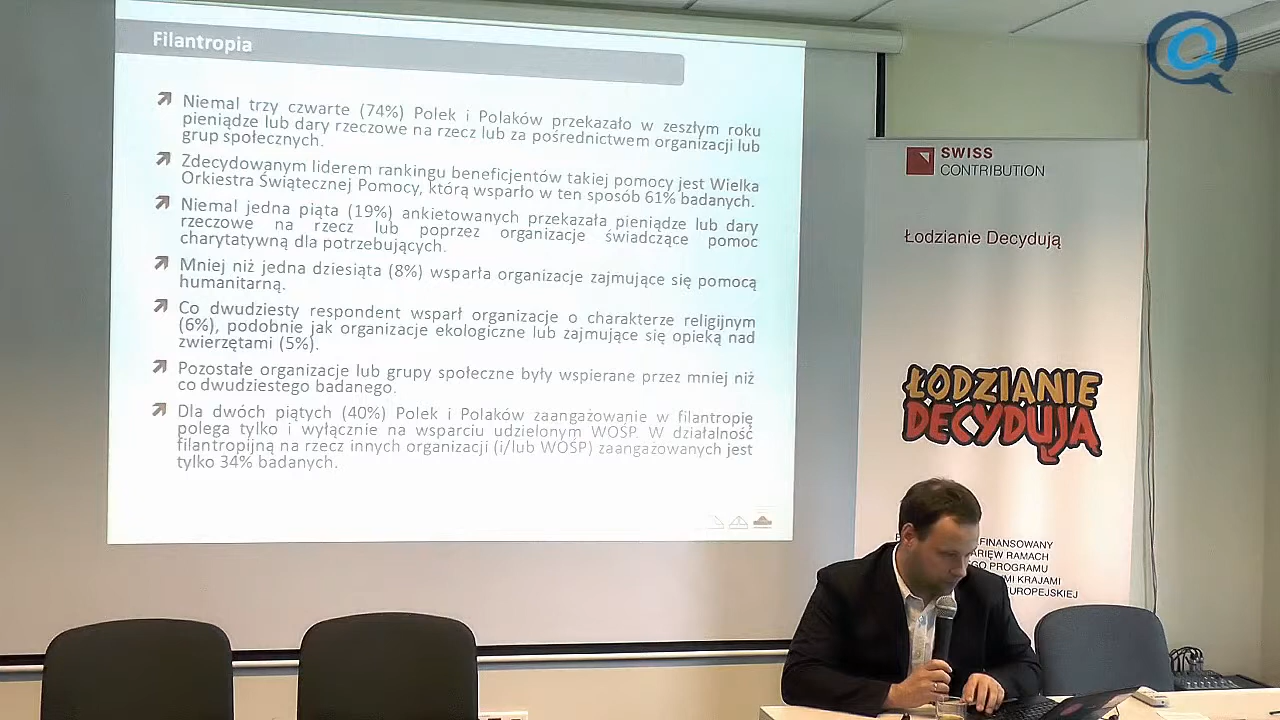 Filantropia
Niemal trzy czwarte (74%) Polek i Polaków przekazało w zeszłym roku
pieniądze lub dary rzeczowe na rzecz lub za pośrednictwem organizacji lub
grup społecznych.
Zdecydowanym liderem rankingu beneficjentów takiej pomocy jest Wielka
Orkiestra Świątecznej Pomocy, którą wsparło w ten sposób 61% badanych.
Niemal jedna piąta (19%) ankietowanych przekazała pieniądze lub dary
rzeczowe na rzecz lub poprzez organizacje świadczące pomoc
charytatywną dla potrzebujących.
Mniej niż jedna dziesiąta (8%) wsparła organizacje zajmujące się pomocą
humanitarną.
Co dwudziesty respondent wsparł organizacje o charakterze religijnym
(6%), podobnie jak organizacje ekologiczne lub zajmujące się opieką nad
zwierzętami (5%).
Pozostałe organizacje lub grupy społeczne były wspierane przez mniej niż
co dwudziestego badanego.
Dla dwóch piątych (40%) Polek i Polaków zaangażowanie w filantropię
polega tylko i wyłącznie na wsparciu udzielonym WOŚP. W działalność
filantropijną na rzecz innych organizacji (i/lub WOŚP) zaangażowanych jest
tylko 34% badanych.
SWISS
CONTRIBUTION
Łodzianie Decydują
ŁODZIANIE
DECYDUJĄ
FINANSOWANY
RAMACH
PROGRAMU
KRAJAMI